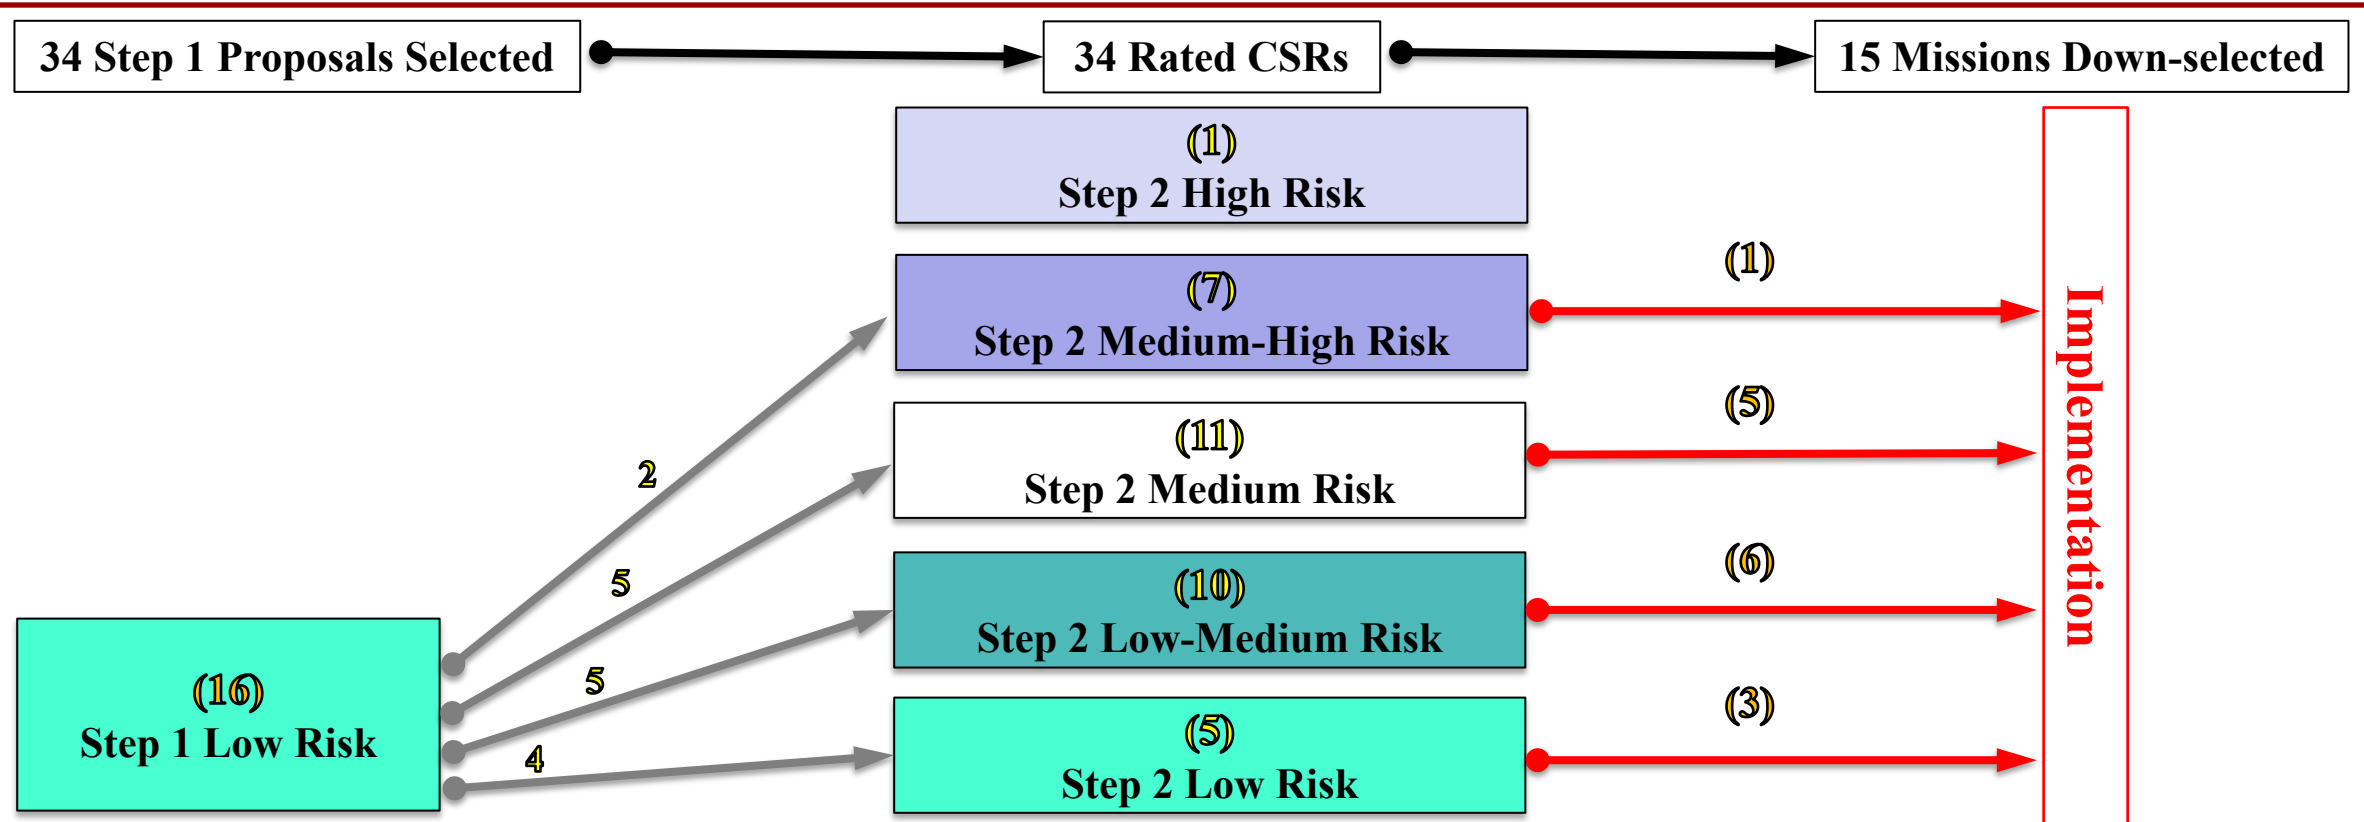 34 Step 1 Proposals Selected
34 Rated CSRs
15 Missions Down-selected
(1)
Step 2 High Risk
(7)
Step 2 Medium-High Risk
(1)
(11)
Step 2 Medium Risk
(5)
(10)
Step 2 Low-Medium Risk
(6)
(5)
Step 2 Low Risk
(3)
Implementation
2
5
5
4
(16)
Step 1 Low Risk